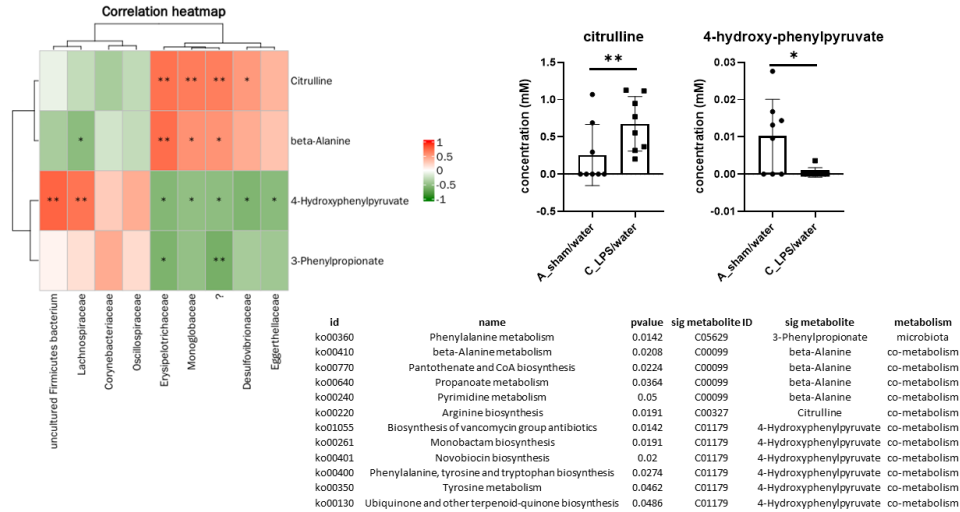 Correlation heatmap
** ** ** * Citrulline
* ** * * beta-Alanine
** ** * * * * * 4-Hydroxyphenylpyruvate
* ** 3-Phenylpropionate
uncultured Firmicutes bacterium
Lachnospiraceae
Corynebacteriaceae
Oscillospiraceae
Erysipelotrichaceae
Monoglobaceae
?
Desulfovibrionaceae
Eggerthellaceae
1
0.5
0
-0.5
-1
citrulline
**
concentration (mM)
1.5
1.0
0.5
0.0
-0.5
A_sham/water
C_LPS/water
4-hydroxy-phenylpyruvate
*
concentration (mM)
0.03
0.02
0.01
0.00
-0.01
A_sham/water
C_LPS/water
id name pvalue sig metabolite ID sig metabolite metabolism
ko00360 Phenylalanine metabolism 0.0142 C05629 3-Phenylpropionate microbiota
ko00410 beta-Alanine metabolism 0.0208 C00099 beta-Alanine co-metabolism
ko00770 Pantothenate and CoA biosynthesis 0.0224 C00099 beta-Alanine co-metabolism
ko00640 Propanoate metabolism 0.0364 C00099 beta-Alanine co-metabolism
ko00240 Pyrimidine metabolism 0.05 C00099 beta-Alanine co-metabolism
ko00220 Arginine biosynthesis 0.0191 C00327 Citrulline co-metabolism
ko01055 Biosynthesis of vancomycin group antibiotics 0.0142 C01179 4-Hydroxyphenylpyruvate co-metabolism
ko00261 Monobactam biosynthesis 0.0191 C01179 4-Hydroxyphenylpyruvate co-metabolism
ko00401 Novobiocin biosynthesis 0.02 C01179 4-Hydroxyphenylpyruvate co-metabolism
ko00400 Phenylalanine, tyrosine and tryptophan biosynthesis 0.0274 C01179 4-Hydroxyphenylpyruvate co-metabolism
ko00350 Tyrosine metabolism 0.0462 C01179 4-Hydroxyphenylpyruvate co-metabolism
ko00130 Ubiquinone and other terpenoid-quinone biosynthesis 0.0486 C01179 4-Hydroxyphenylpyruvate co-metabolism